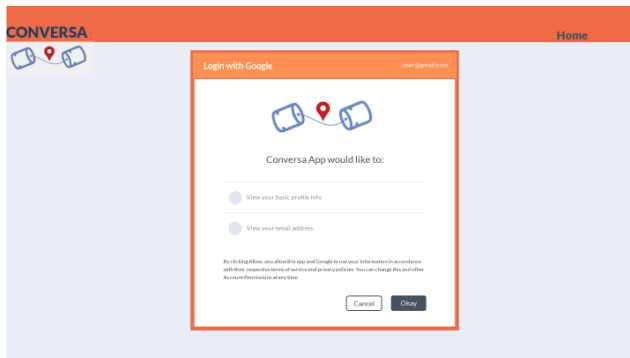 CONVERSA
Home
Login with Google
user@gmail.com
Conversa App would like to:
View your basic profile info
View your email address
By clicking Allow, you allow this app and Google to use your information in accordance
with their respective terms of service and privacy policies. You can change this and other
Account Permissions at any time.
Cancel
Okay